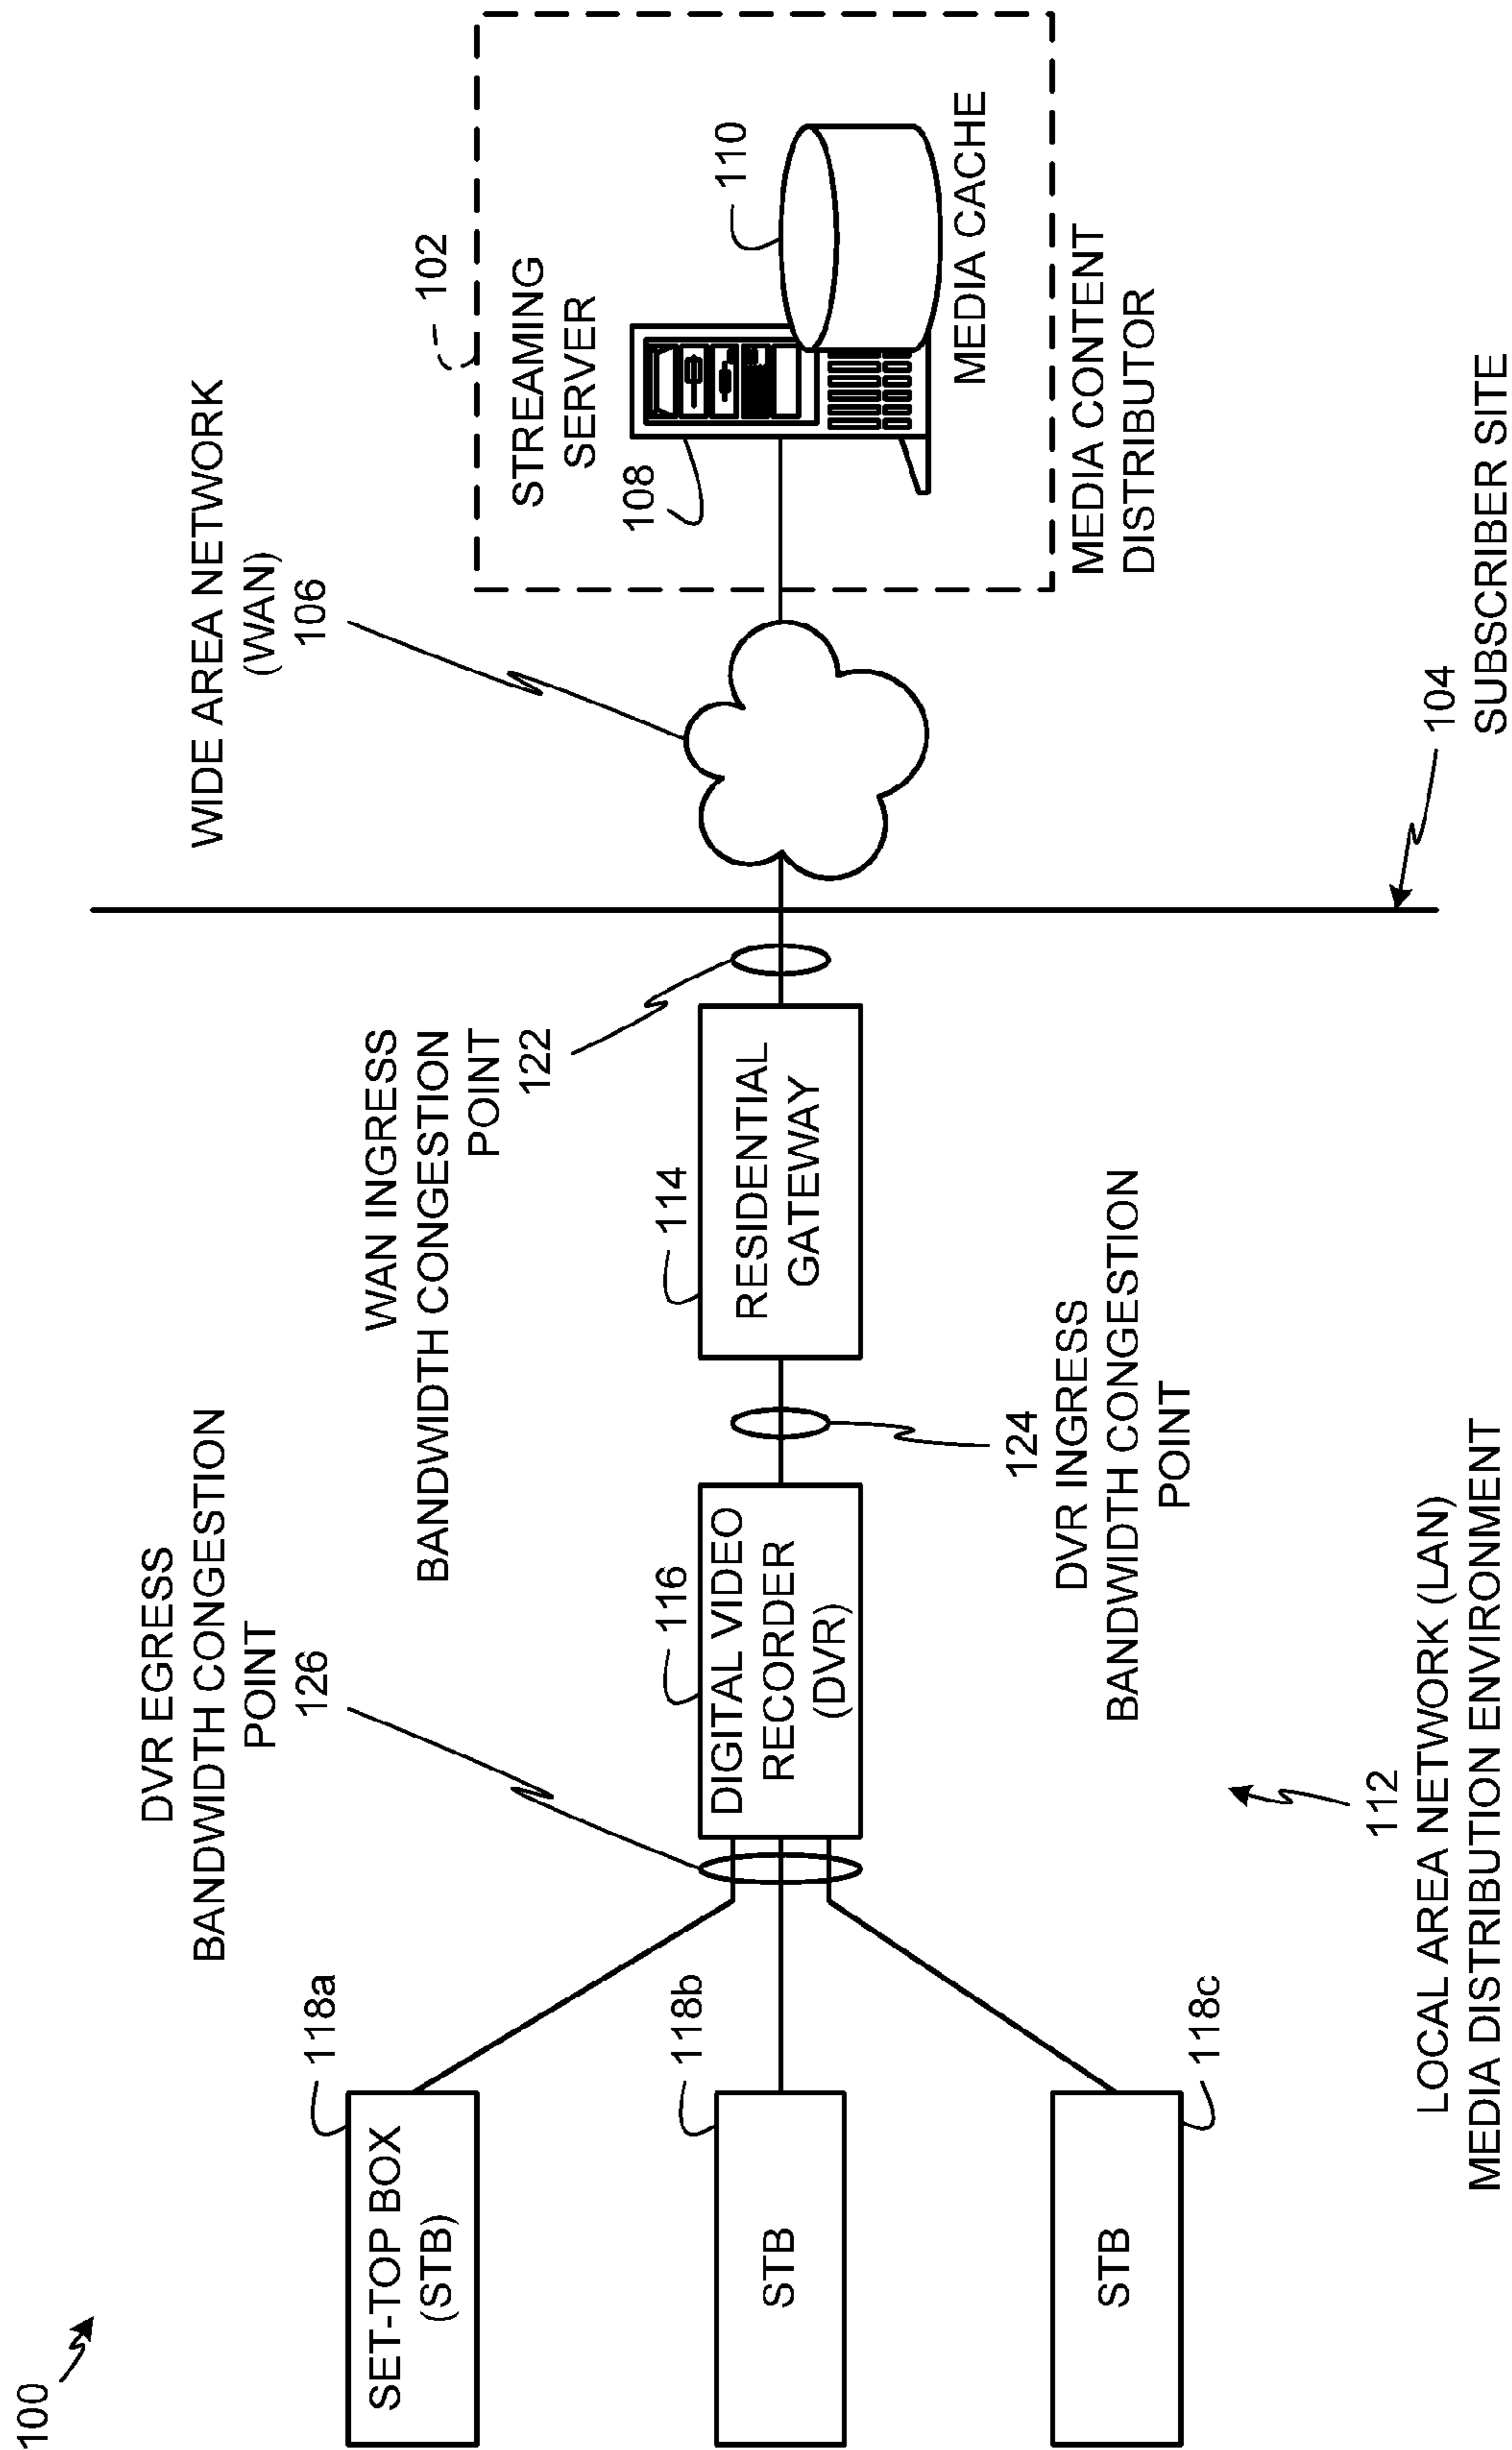 100
SET-TOP BOX
(STB)
118a
STB
118b
STB
118c
DVR EGRESS
BANDWIDTH CONGESTION
POINT
126
DIGITAL VIDEO
RECORDER
(DVR)
116
WAN INGRESS
BANDWIDTH CONGESTION
POINT
122
RESIDENTIAL
GATEWAY
114
124
DVR INGRESS
BANDWIDTH CONGESTION
POINT
112
LOCAL AREA NETWORK (LAN)
MEDIA DISTRIBUTION ENVIRONMENT
WIDE AREA NETWORK
(WAN)
106
102
STREAMING
SERVER
108
110
MEDIA CACHE
MEDIA CONTENT
DISTRIBUTOR
104
SUBSCRIBER SITE